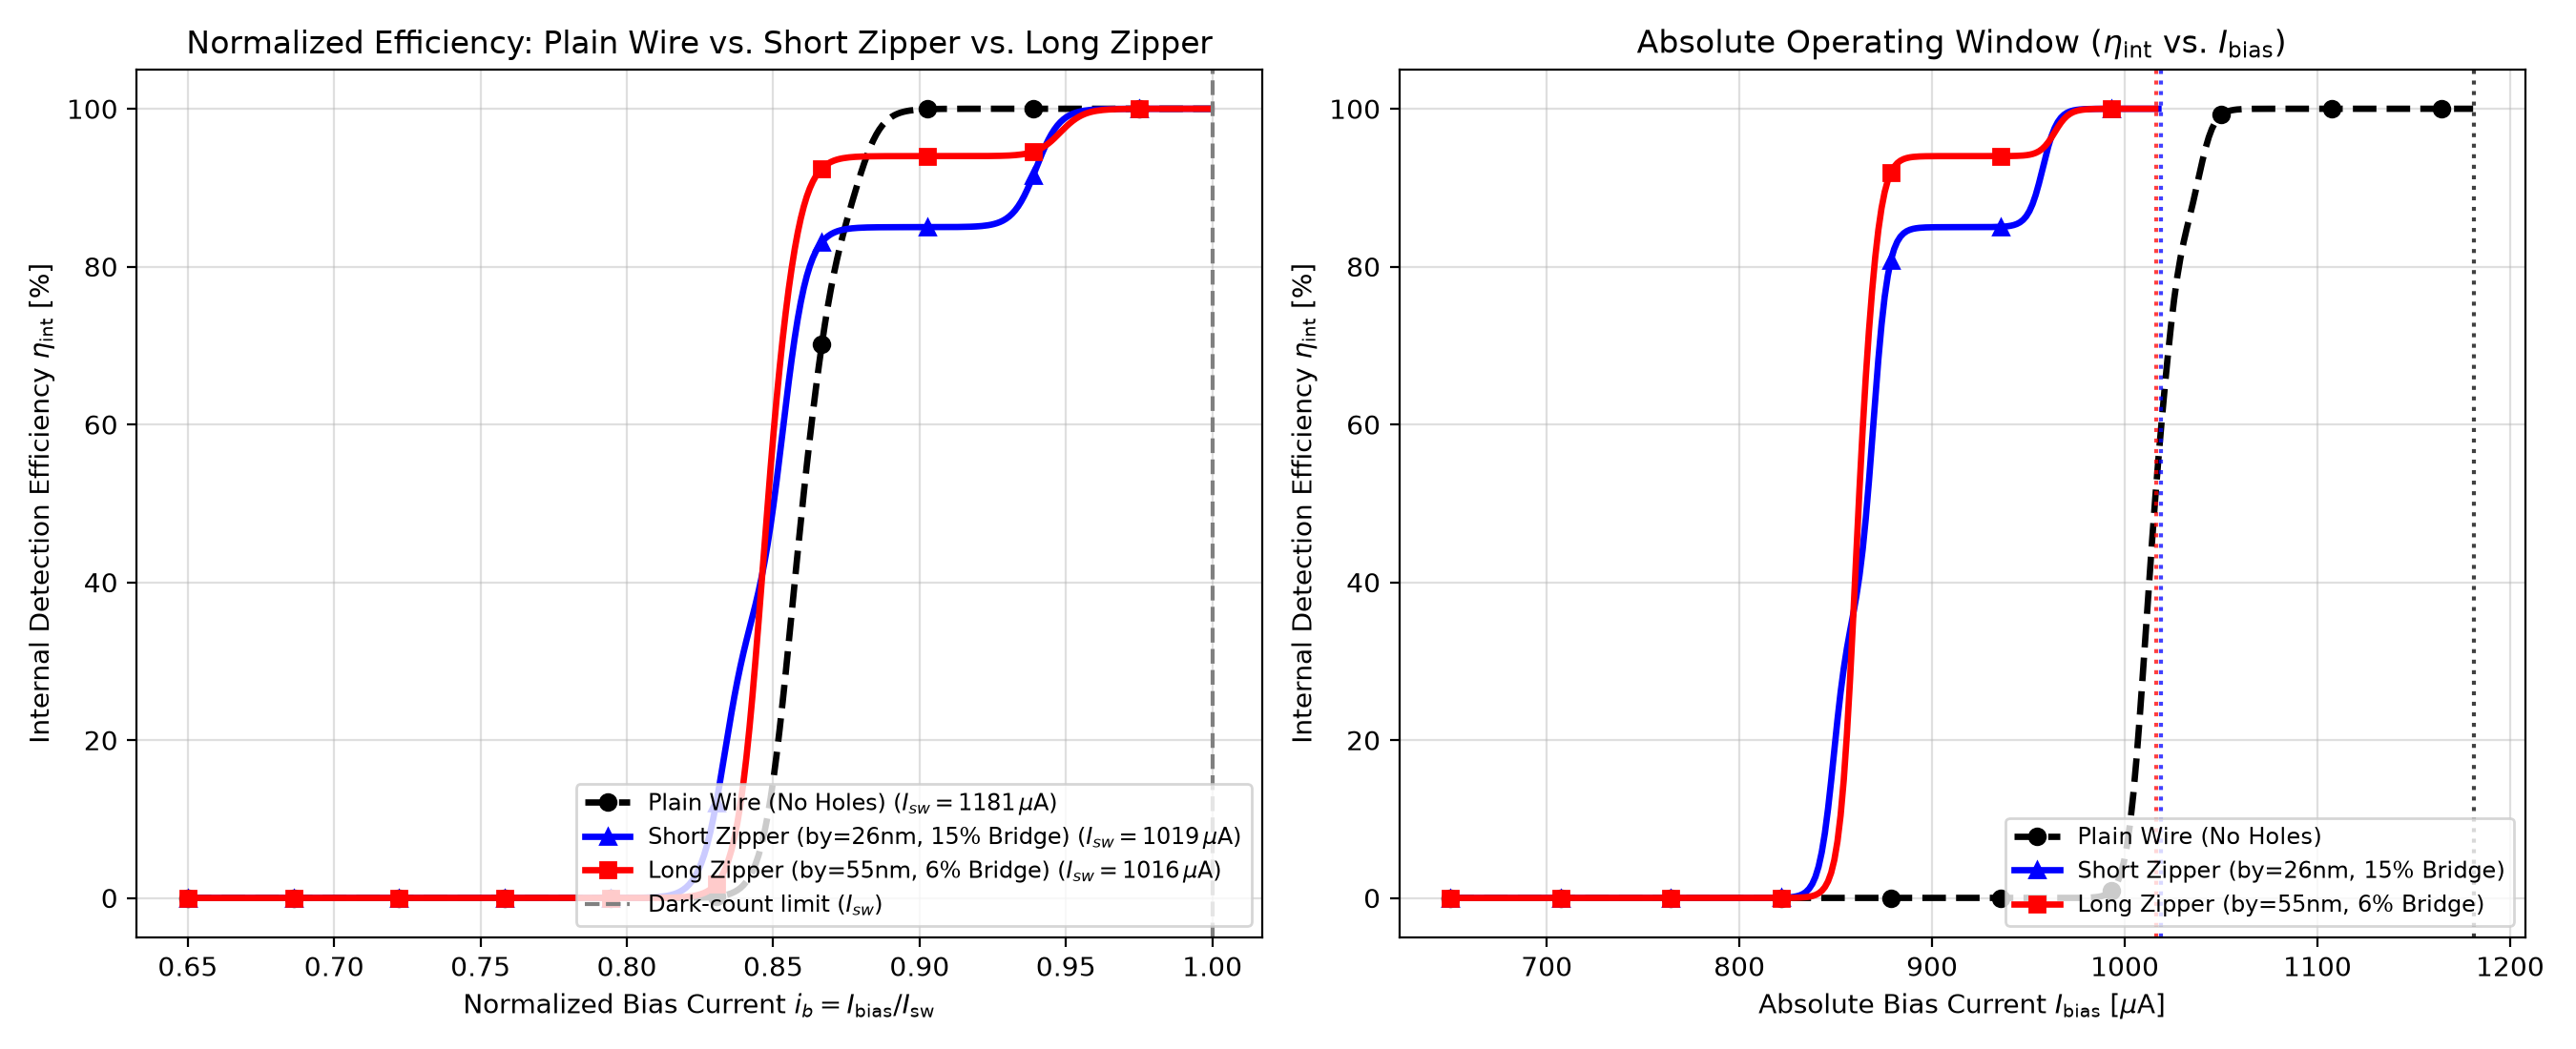 Normalized Efficiency: Plain Wire vs. Short Zipper vs. Long Zipper
Internal Detection Efficiency η_int [%]
100
80
60
40
20
0
Plain Wire (No Holes) (I_sw = 1181 μA)
Short Zipper (by=26nm, 15% Bridge) (I_sw = 1019 μA)
Long Zipper (by=55nm, 6% Bridge) (I_sw = 1016 μA)
Dark-count limit (I_sw)
0.65 0.70 0.75 0.80 0.85 0.90 0.95 1.00
Normalized Bias Current i_b = I_bias/I_sw
Absolute Operating Window (η_int vs. I_bias)
Internal Detection Efficiency η_int [%]
100
80
60
40
20
0
Plain Wire (No Holes)
Short Zipper (by=26nm, 15% Bridge)
Long Zipper (by=55nm, 6% Bridge)
700 800 900 1000 1100 1200
Absolute Bias Current I_bias [μA]